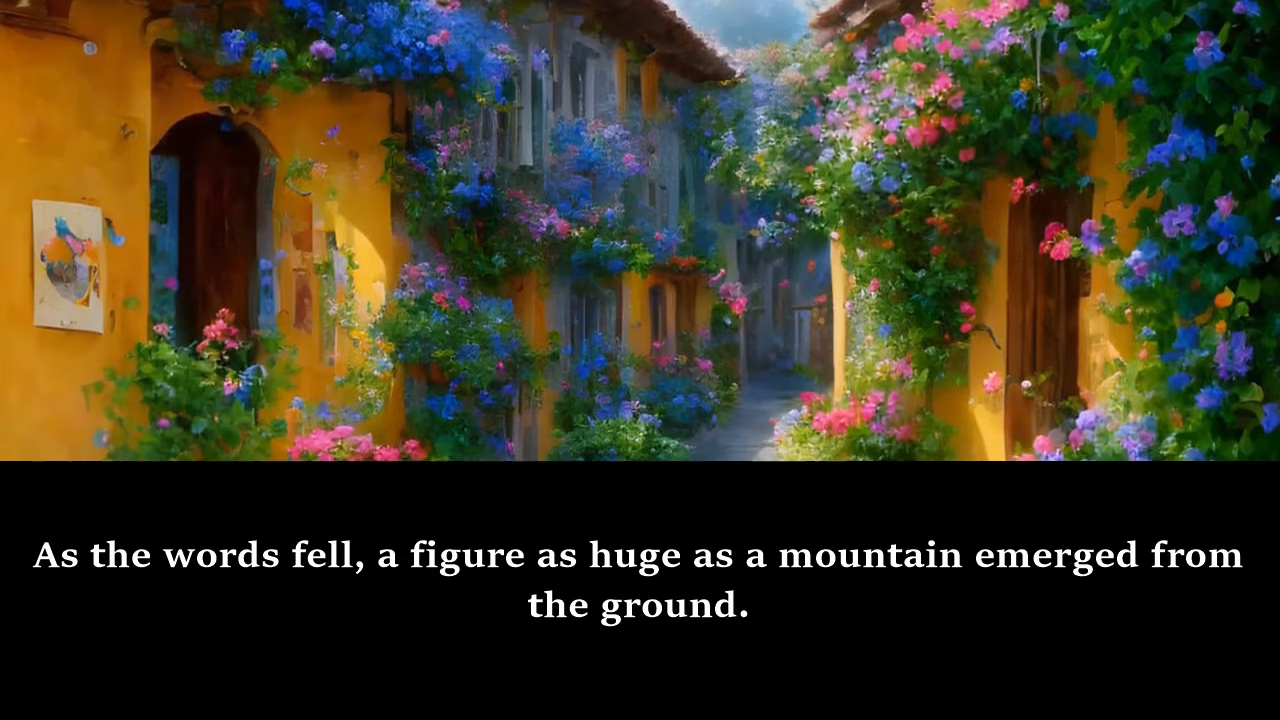 As the words fell, a figure as huge as a mountain emerged from
the ground.